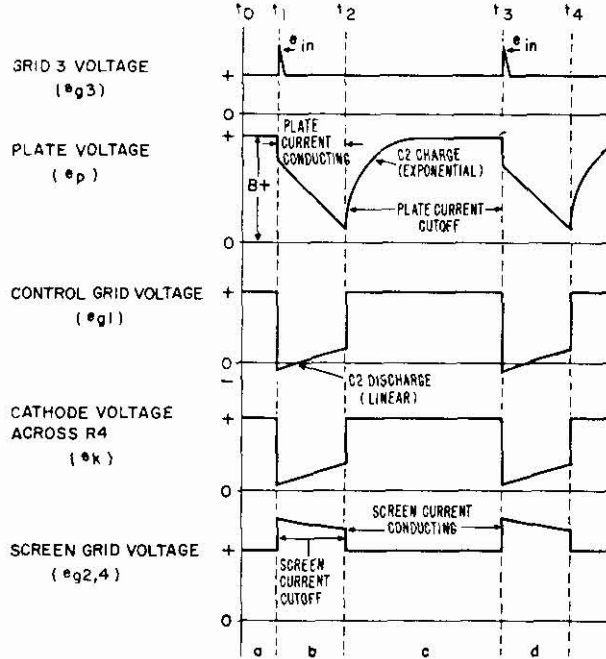 t0 t1 t2 t3 t4
e in
e in
GRID 3 VOLTAGE
(eg3)
+
0
PLATE VOLTAGE
(ep)
+
B+
0
PLATE
CURRENT
CONDUCTING
C2 CHARGE
(EXPONENTIAL)
PLATE CURRENT
CUTOFF
CONTROL GRID VOLTAGE
(eg1)
+
0
−
C2 DISCHARGE
(LINEAR)
CATHODE VOLTAGE
ACROSS R4
(ek)
+
0
SCREEN GRID VOLTAGE
(eg2,4)
+
0
SCREEN CURRENT
CONDUCTING
SCREEN
CURRENT
CUTOFF
a b c d